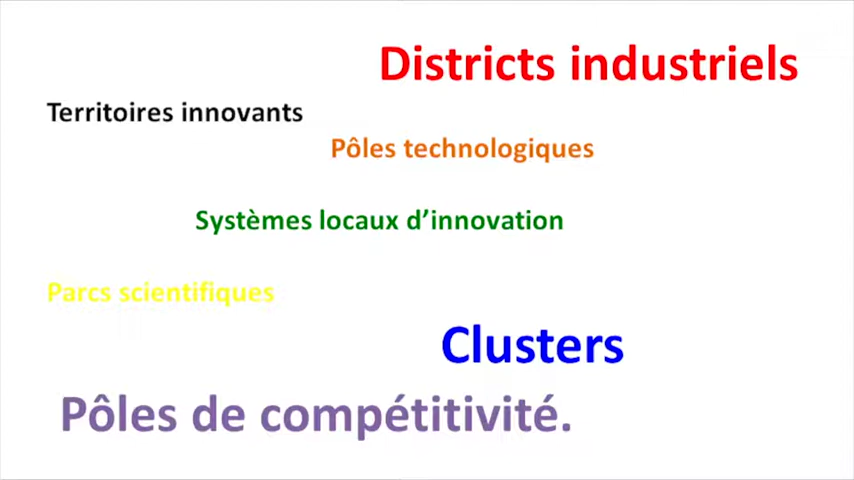 Districts industriels
Territoires innovants
Pôles technologiques
Systèmes locaux d’innovation
Parcs scientifiques
Clusters
Pôles de compétitivité.